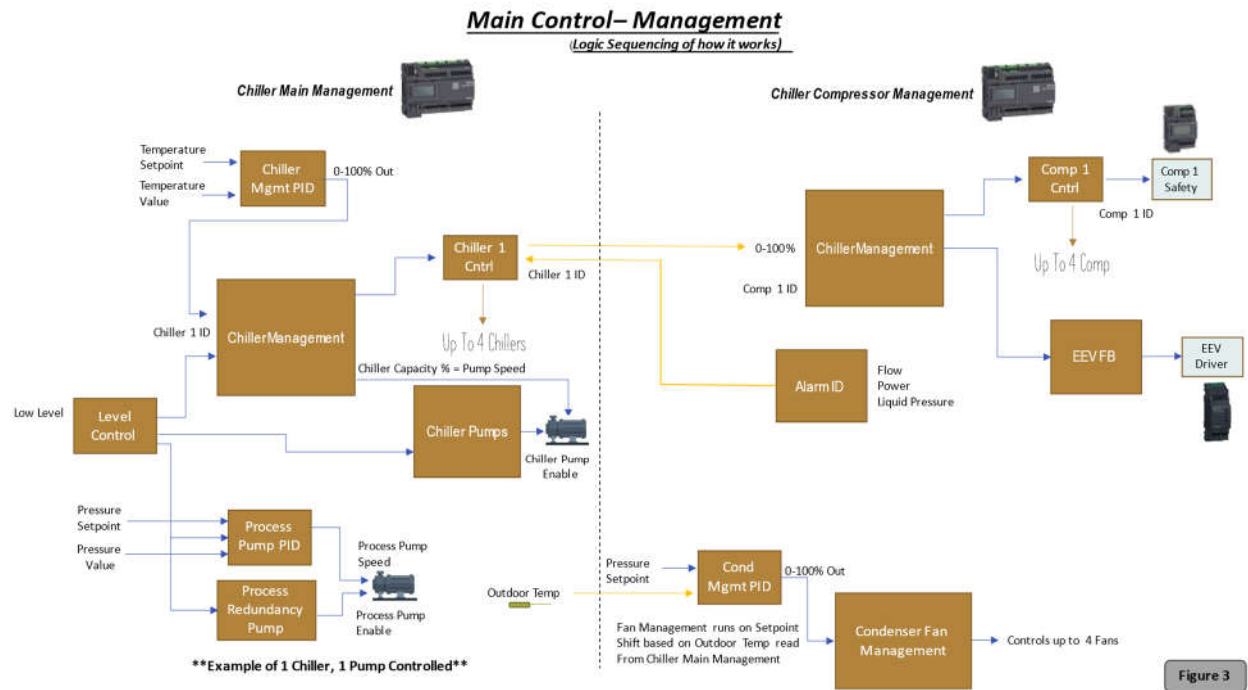 Main Control– Management
(Logic Sequencing of how it works)
Chiller Main Management
Chiller Compressor Management
Temperature
Setpoint
Temperature
Value
Chiller
Mgmt PID
0-100% Out
Chiller 1 ID
ChillerManagement
Chiller 1
Cntrl
Chiller 1 ID
Up To 4 Chillers
Chiller Capacity % = Pump Speed
Low Level
Level
Control
Chiller Pumps
Chiller Pump
Enable
Pressure
Setpoint
Pressure
Value
Process
Pump PID
Process Pump
Speed
Process
Redundancy
Pump
Process Pump
Enable
**Example of 1 Chiller, 1 Pump Controlled**
0-100%
Comp 1 ID
ChillerManagement
Comp 1
Cntrl
Comp 1 ID
Comp 1
Safety
Up To 4 Comp
EEV FB
EEV
Driver
Alarm ID
Flow
Power
Liquid Pressure
Pressure
Setpoint
Outdoor Temp
Cond
Mgmt PID
0-100% Out
Fan Management runs on Setpoint
Shift based on Outdoor Temp read
From Chiller Main Management
Condenser Fan
Management
Controls up to 4 Fans
Figure 3